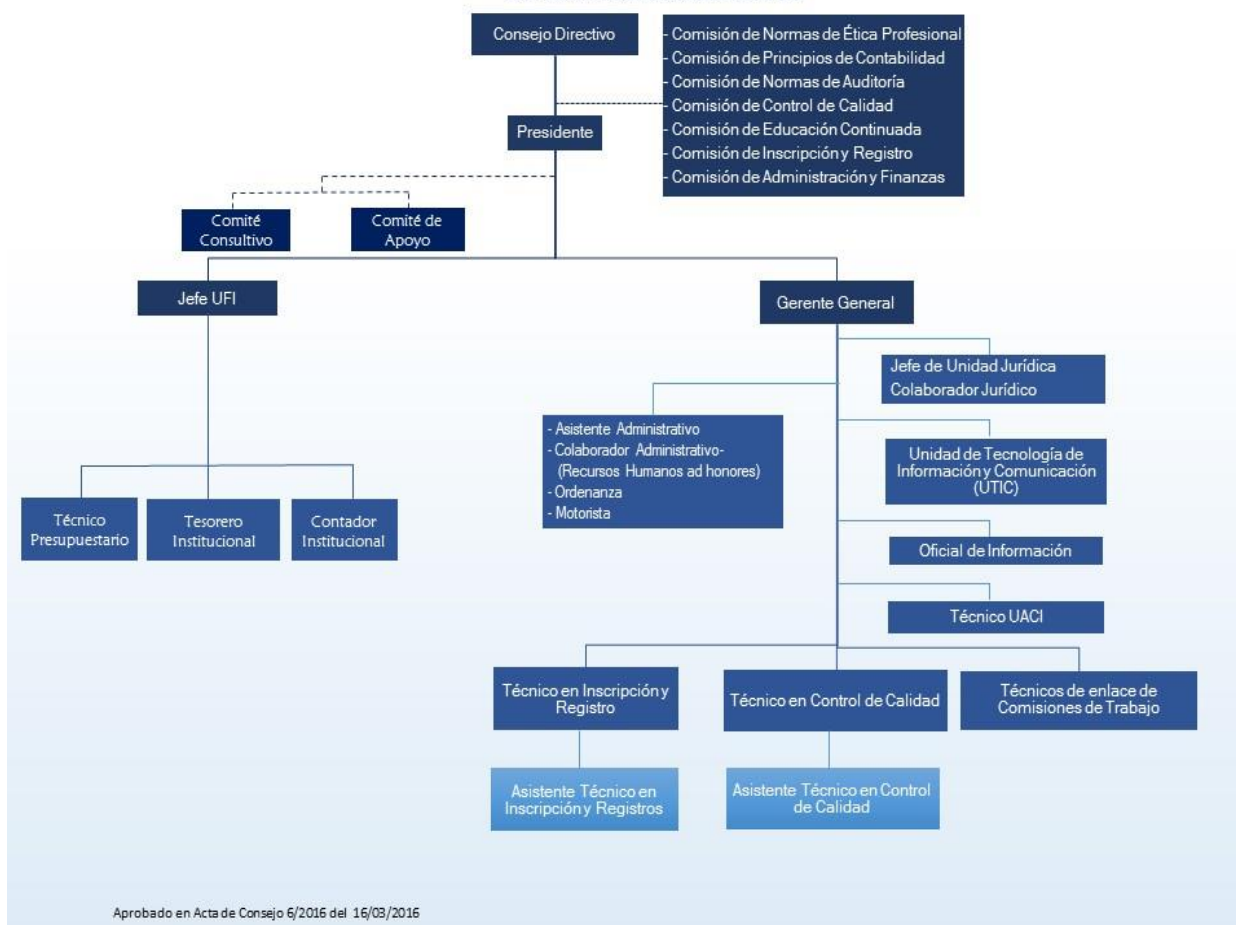 Consejo Directivo
- Comisión de Normas de Ética Profesional
- Comisión de Principios de Contabilidad
- Comisión de Normas de Auditoría
- Comisión de Control de Calidad
- Comisión de Educación Continuada
- Comisión de Inscripción y Registro
- Comisión de Administración y Finanzas
Presidente
Comité
Consultivo
Comité de
Apoyo
Jefe UFI
Gerente General
Jefe de Unidad Jurídica
Colaborador Jurídico
- Asistente Administrativo
- Colaborador Administrativo-
(Recursos Humanos ad honores)
- Ordenanza
- Motorista
Unidad de Tecnología de
Información y Comunicación
(UTIC)
Técnico
Presupuestario
Tesorero
Institucional
Contador
Institucional
Oficial de Información
Técnico UACI
Técnico en Inscripción y
Registro
Técnico en Control de Calidad
Técnicos de enlace de
Comisiones de Trabajo
Asistente Técnico en
Inscripción y Registros
Asistente Técnico en Control
de Calidad
Aprobado en Acta de Consejo 6/2016 del 16/03/2016